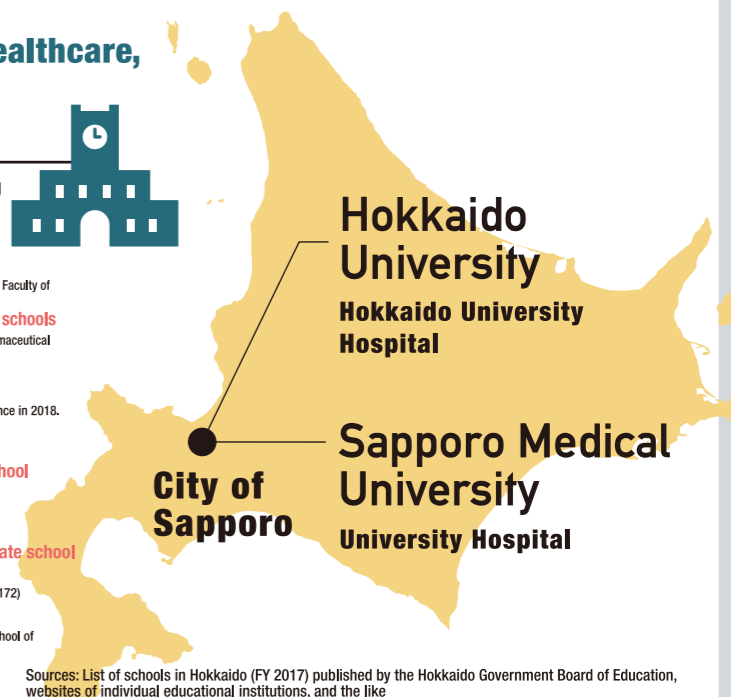 ealthcare,
Faculty of
schools
maceutical
nce in 2018.
hool
ate school
172)
hool of
Hokkaido
University
Hokkaido University
Hospital
Sapporo Medical
University
University Hospital
City of
Sapporo
Sources: List of schools in Hokkaido (FY 2017) published by the Hokkaido Government Board of Education,
websites of individual educational institutions, and the like